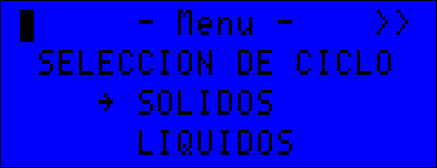 - Menu - >>
SELECCION DE CICLO
→ SOLIDOS
LIQUIDOS